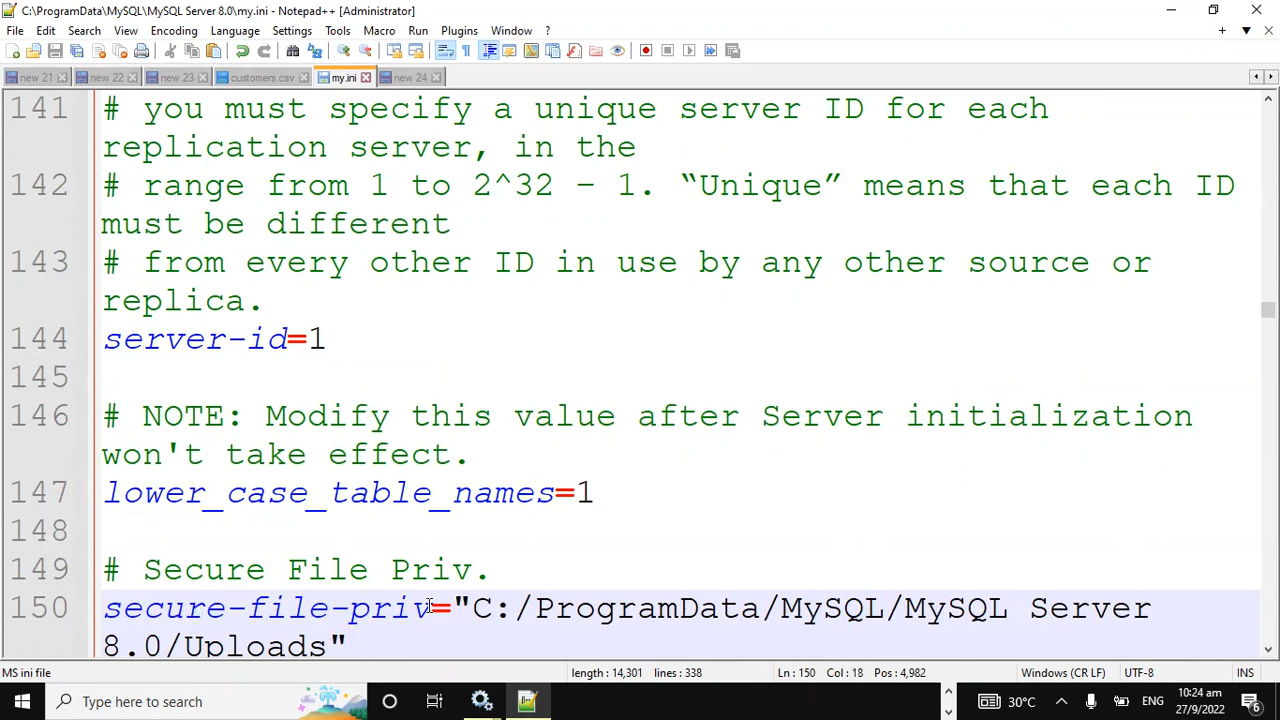 C:\ProgramData\MySQL\MySQL Server 8.0\my.ini - Notepad++ [Administrator]
File Edit Search View Encoding Language Settings Tools Macro Run Plugins Window ?
new 21 new 22 new 23 customers.csv my.ini new 24
141 # you must specify a unique server ID for each
replication server, in the
142 # range from 1 to 2^32 − 1. “Unique” means that each ID
must be different
143 # from every other ID in use by any other source or
replica.
144 server-id=1
145
146 # NOTE: Modify this value after Server initialization
won't take effect.
147 lower_case_table_names=1
148
149 # Secure File Priv.
150 secure-file-priv="C:/ProgramData/MySQL/MySQL Server
8.0/Uploads"
MS ini file length : 14,301 lines : 338 Ln : 150 Col : 18 Pos : 4,982 Windows (CR LF) UTF-8 INS
Type here to search 30°C ENG 10:24 am
27/9/2022 6